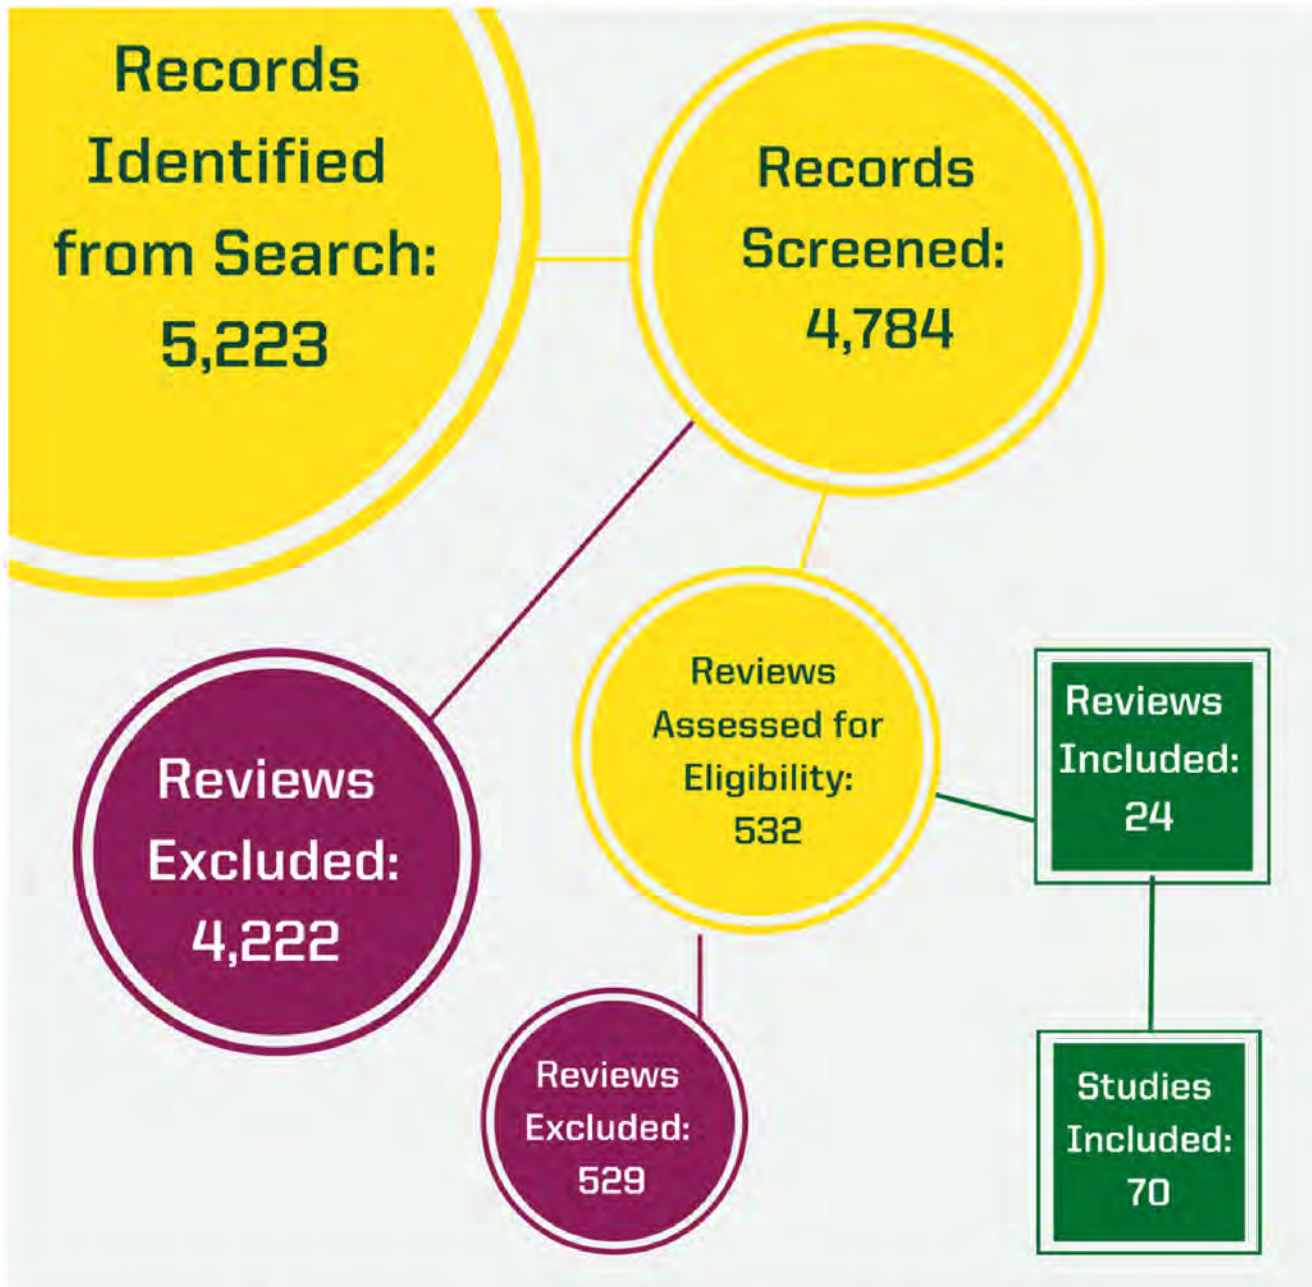 Records
Identified
from Search:
5,223
Records
Screened:
4,784
Reviews
Excluded:
4,222
Reviews
Assessed for
Eligibility:
532
Reviews
Included:
24
Reviews
Excluded:
529
Studies
Included:
70